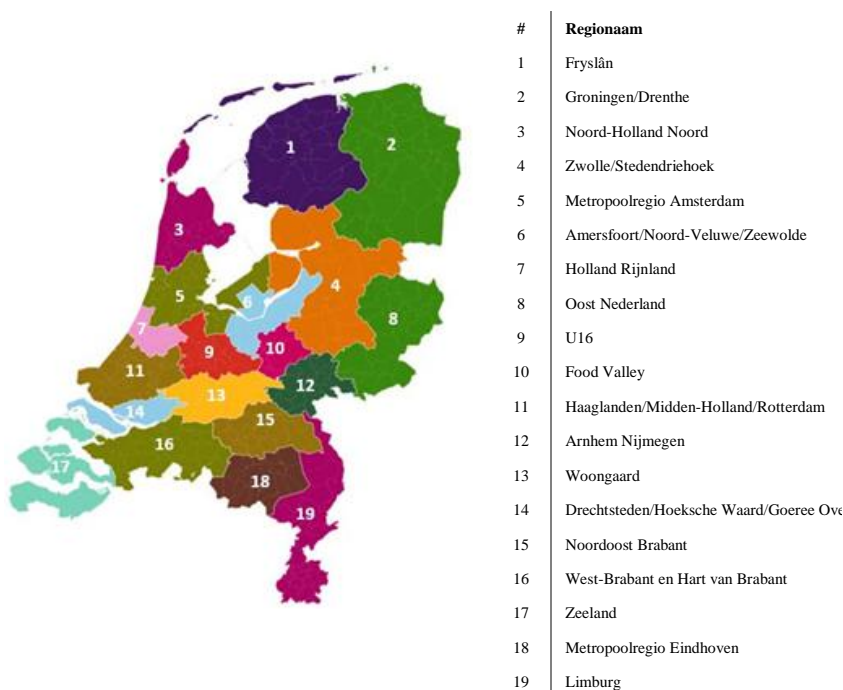 # Regionaam
1 Fryslân
2 Groningen/Drenthe
3 Noord-Holland Noord
4 Zwolle/Stedendriehoek
5 Metropoolregio Amsterdam
6 Amersfoort/Noord-Veluwe/Zeewolde
7 Holland Rijnland
8 Oost Nederland
9 U16
10 Food Valley
11 Haaglanden/Midden-Holland/Rotterdam
12 Arnhem Nijmegen
13 Woongaard
14 Drechtsteden/Hoeksche Waard/Goeree Ove
15 Noordoost Brabant
16 West-Brabant en Hart van Brabant
17 Zeeland
18 Metropoolregio Eindhoven
19 Limburg
1
2
3
4
5
6
7
8
9
10
11
12
13
14
15
16
17
18
19